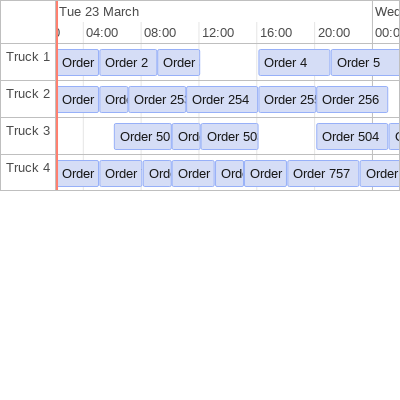 Tue 23 March Wed
04:00 08:00 12:00 16:00 20:00 00:0
Truck 1 Order Order 2 Order Order 4 Order 5
Truck 2 Order Ord Order 25 Order 254 Order 25 Order 256
Truck 3 Order 50 Ord Order 50 Order 504
Truck 4 Order Order Ord Order Ord Order Order 757 Order